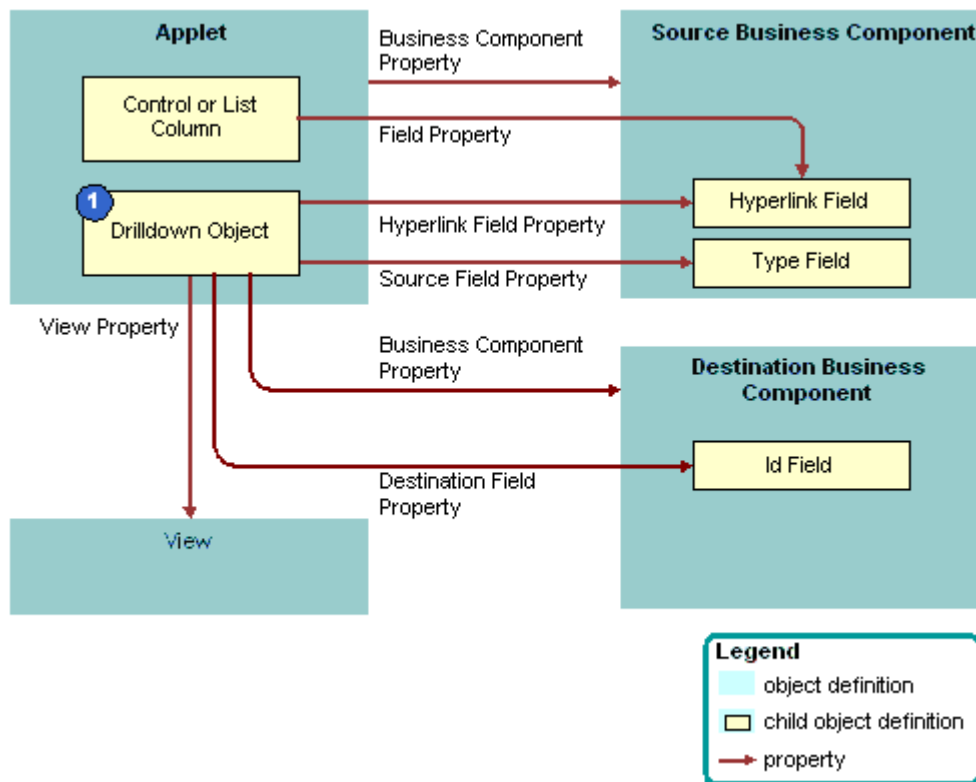 Applet
Control or List
Column
1
Drilldown Object
Business Component
Property
Field Property
Hyperlink Field Property
Source Field Property
Source Business Component
Hyperlink Field
Type Field
View Property
Business Component
Property
Destination Field
Property
Destination Business
Component
Id Field
View
Legend
object definition
child object definition
property